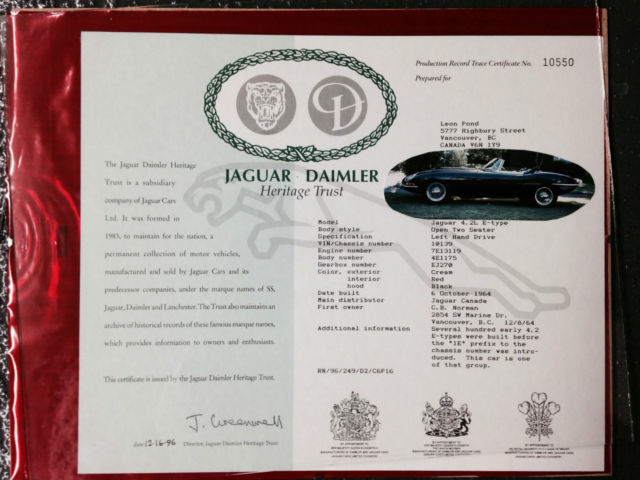 Production Record Trace Certificate No. 10550
Prepared for
Leon Pond
5777 Highbury Street
Vancouver, BC
CANADA V6N 1Y9
JAGUAR DAIMLER
Heritage Trust
The Jaguar Daimler Heritage
Trust is a subsidiary
company of Jaguar Cars
Ltd. It was formed in
1983, to maintain for the nation, a
permanent collection of motor vehicles,
manufactured and sold by Jaguar Cars and its
predecessor companies, under the marque names of SS,
Jaguar, Daimler and Lanchester. The Trust also maintains an
archive of historical records of these famous marque names,
which provides information to owners and enthusiasts.
This certificate is issued by the Jaguar Daimler Heritage Trust.
date 12-16-96 Director, Jaguar Daimler Heritage Trust
Model Jaguar 4.2L E-type
Body style Open Two Seater
Specification Left Hand Drive
VIN/Chassis number 10139
Engine number 7E13119
Body number 4E1175
Gearbox number EJ270
Color, exterior Cream
interior Red
hood Black
Date built 6 October 1964
Main distributor Jaguar Canada
First owner C.B. Norman
2854 SW Marine Dr.
Vancouver, B.C. 12/8/64
Additional information Several hundred early 4.2
E-types were built before
the "1E" prefix to the
chassis number was intro-
duced. This car is one
of that group.
RN/96/249/D2/C6P16